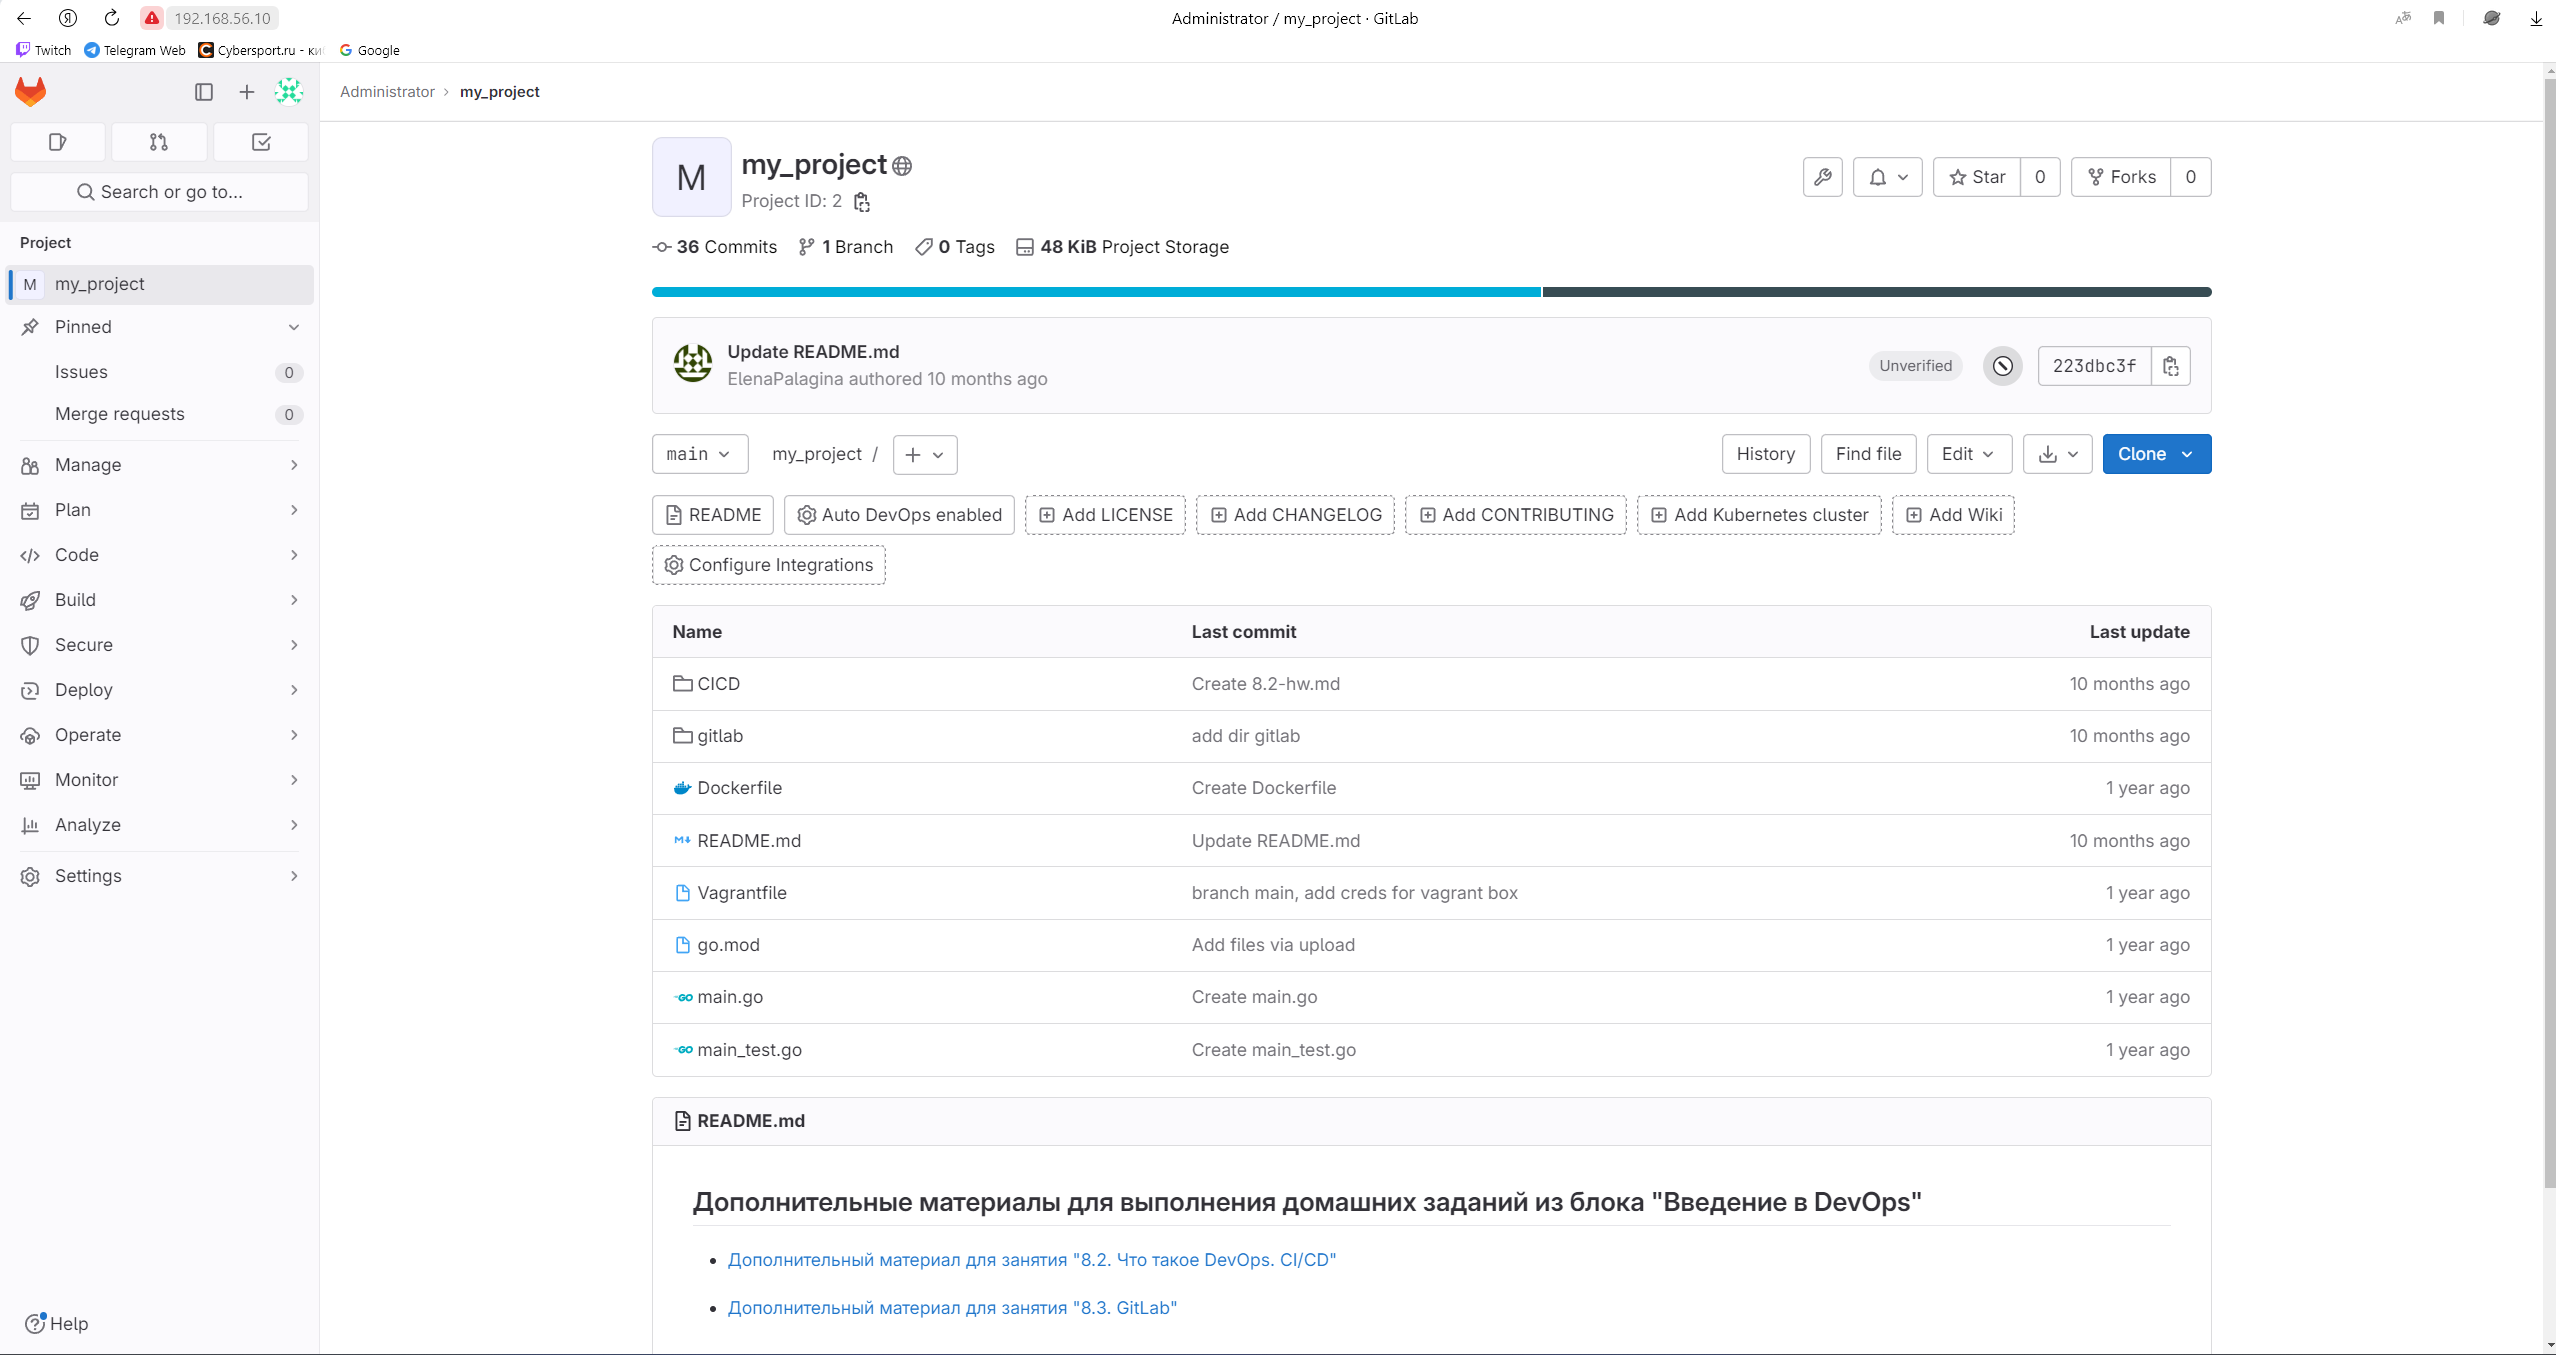 192.168.56.10
Administrator / my_project · GitLab
Twitch Telegram Web Cybersport.ru - ки Google
Administrator › my_project
Search or go to...
Project
M my_project
Pinned
Issues 0
Merge requests 0
Manage
Plan
Code
Build
Secure
Deploy
Operate
Monitor
Analyze
Settings
Help
M
my_project
Project ID: 2
Star 0 Forks 0
36 Commits 1 Branch 0 Tags 48 KiB Project Storage
Update README.md
ElenaPalagina authored 10 months ago
Unverified 223dbc3f
main my_project / +
History Find file Edit Clone
README Auto DevOps enabled Add LICENSE Add CHANGELOG Add CONTRIBUTING Add Kubernetes cluster Add Wiki
Configure Integrations
Name Last commit Last update
CICD Create 8.2-hw.md 10 months ago
gitlab add dir gitlab 10 months ago
Dockerfile Create Dockerfile 1 year ago
README.md Update README.md 10 months ago
Vagrantfile branch main, add creds for vagrant box 1 year ago
go.mod Add files via upload 1 year ago
main.go Create main.go 1 year ago
main_test.go Create main_test.go 1 year ago
README.md
Дополнительные материалы для выполнения домашних заданий из блока "Введение в DevOps"
• Дополнительный материал для занятия "8.2. Что такое DevOps. CI/CD"
• Дополнительный материал для занятия "8.3. GitLab"